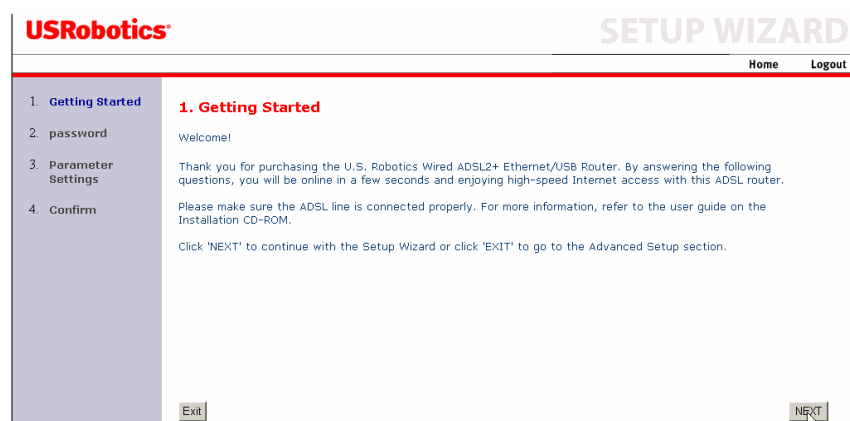 USRobotics
SETUP WIZARD
Home Logout
1. Getting Started
2. password
3. Parameter
Settings
4. Confirm
1. Getting Started
Welcome!
Thank you for purchasing the U.S. Robotics Wired ADSL2+ Ethernet/USB Router. By answering the following
questions, you will be online in a few seconds and enjoying high-speed Internet access with this ADSL router.
Please make sure the ADSL line is connected properly. For more information, refer to the user guide on the
Installation CD-ROM.
Click 'NEXT' to continue with the Setup Wizard or click 'EXIT' to go to the Advanced Setup section.
Exit
NEXT